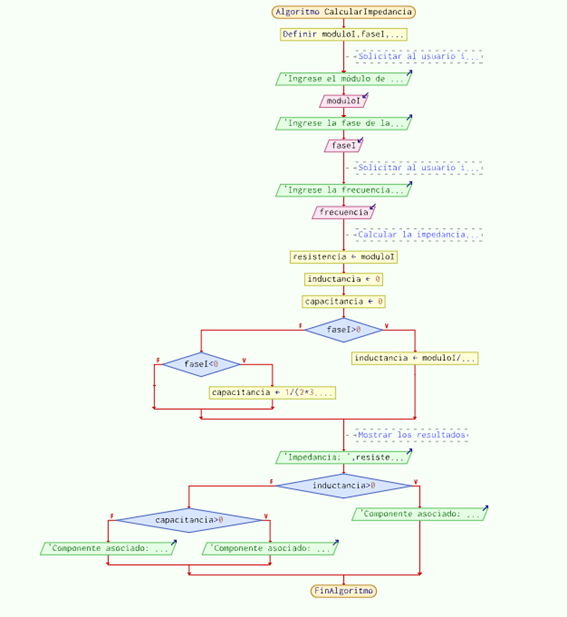 Algoritmo CalcularImpedancia
Definir moduloI,faseI,...
Solicitar al usuario i...
'Ingrese el módulo de ...
moduloI
'Ingrese la fase de la...
faseI
Solicitar al usuario i...
'Ingrese la frecuencia...
frecuencia
Calcular la impedancia,...
resistencia ← moduloI
inductancia ← 0
capacitancia ← 0
F faseI>0 V
F faseI<0 V
inductancia ← moduloI/...
capacitancia ← 1/(2*3....
Mostrar los resultados
'Impedancia: ',resiste...
F inductancia>0 V
F capacitancia>0 V
'Componente asociado: ...
'Componente asociado: ...
'Componente asociado: ...
FinAlgoritmo